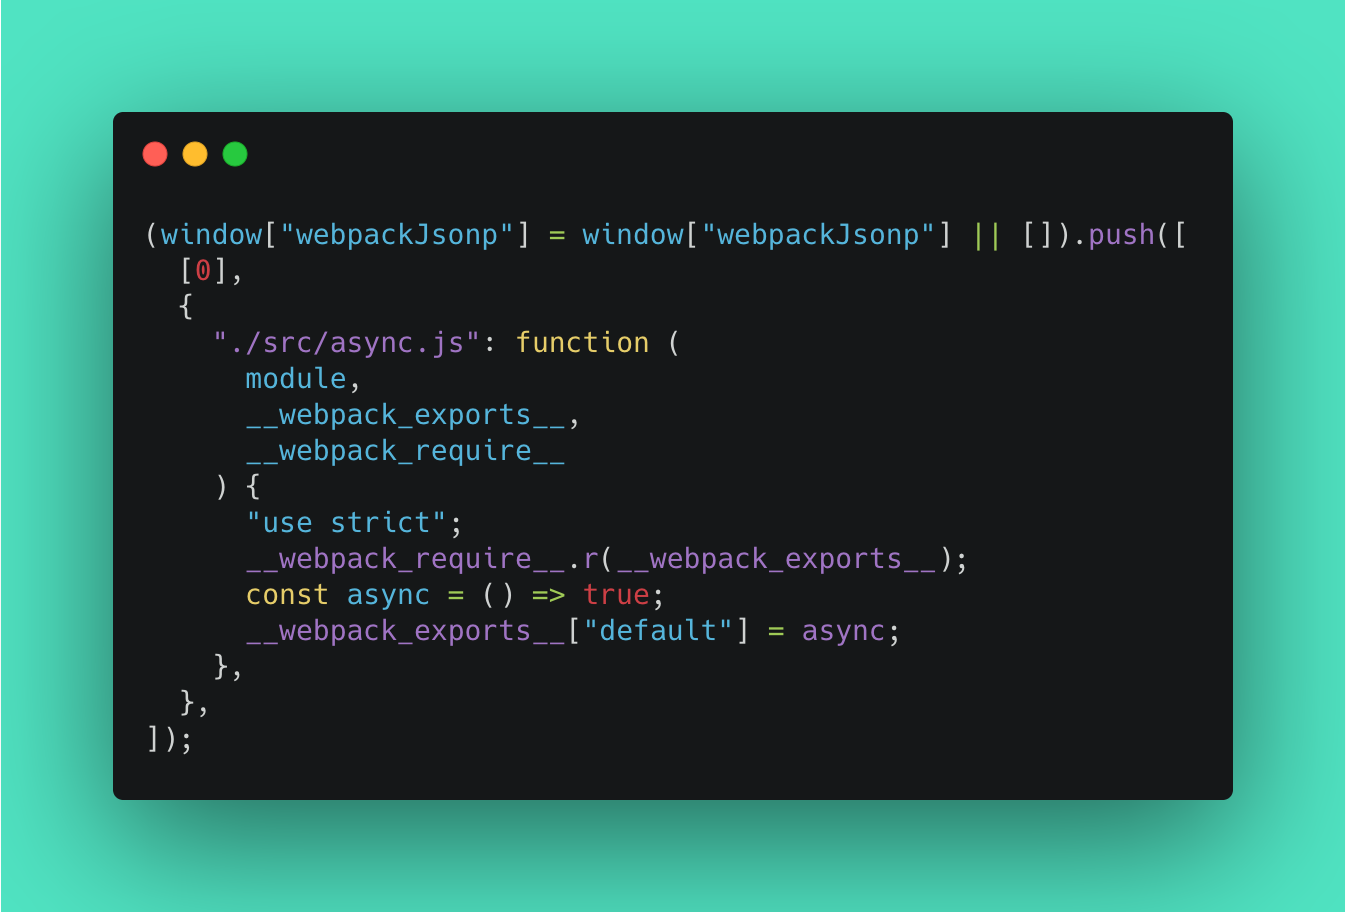 (window["webpackJsonp"] = window["webpackJsonp"] || []).push([
  [0],
  {
    "./src/async.js": function (
      module,
      __webpack_exports__,
      __webpack_require__
    ) {
      "use strict";
      __webpack_require__.r(__webpack_exports__);
      const async = () => true;
      __webpack_exports__["default"] = async;
    },
  },
]);